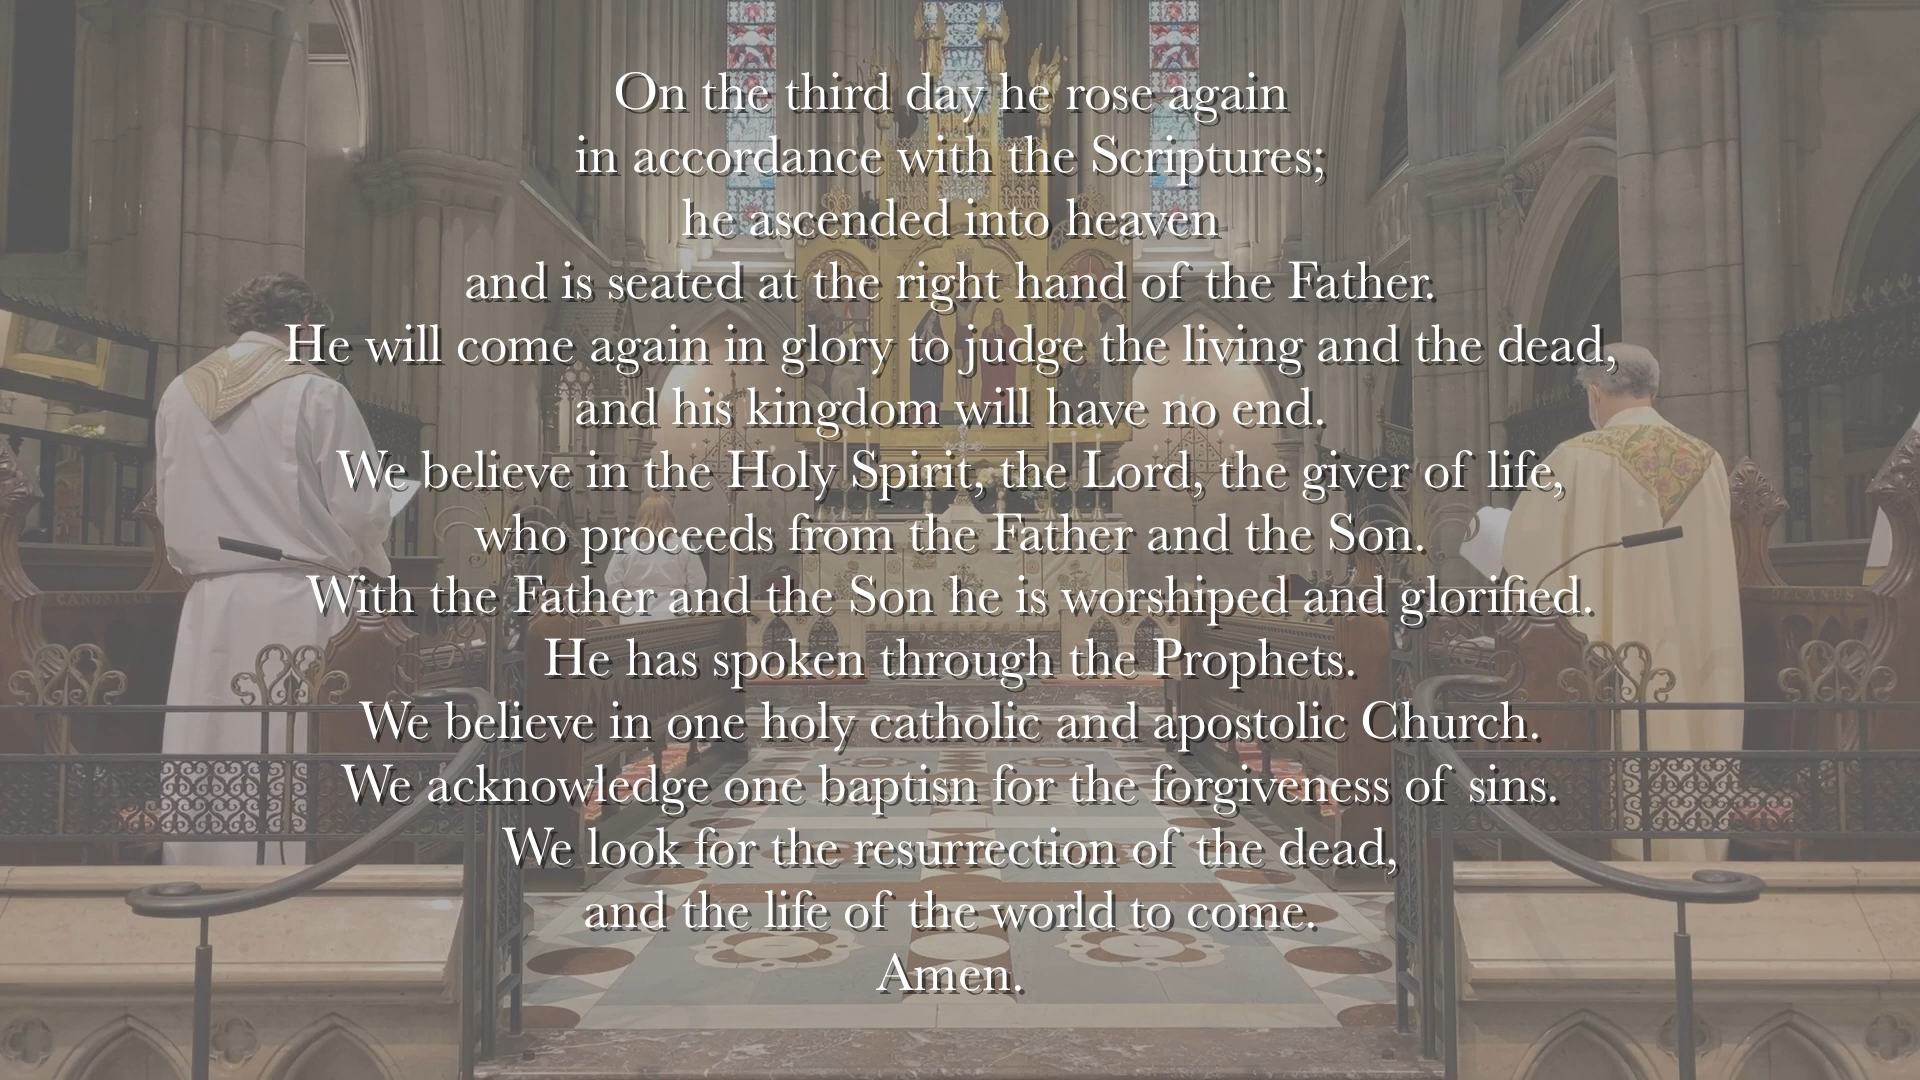 On the third day he rose again
in accordance with the Scriptures;
he ascended into heaven
and is seated at the right hand of the Father.
He will come again in glory to judge the living and the dead,
and his kingdom will have no end.
We believe in the Holy Spirit, the Lord, the giver of life,
who proceeds from the Father and the Son.
With the Father and the Son he is worshiped and glorified.
He has spoken through the Prophets.
We believe in one holy catholic and apostolic Church.
We acknowledge one baptisn for the forgiveness of sins.
We look for the resurrection of the dead,
and the life of the world to come.
Amen.
CANTORIS
DECANUS